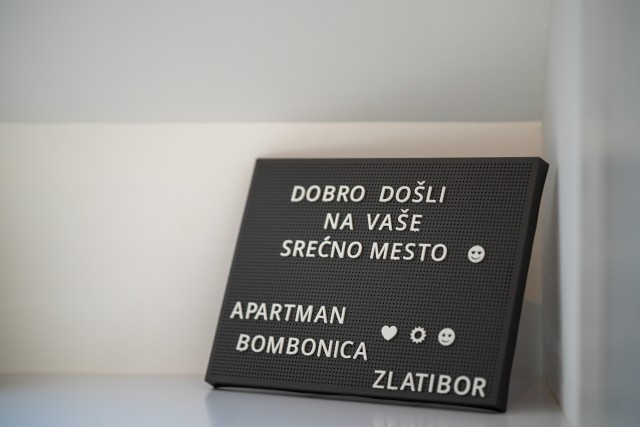 DOBRO DOŠLI
NA VAŠE
SREĆNO MESTO
APARTMAN
BOMBONICA
ZLATIBOR